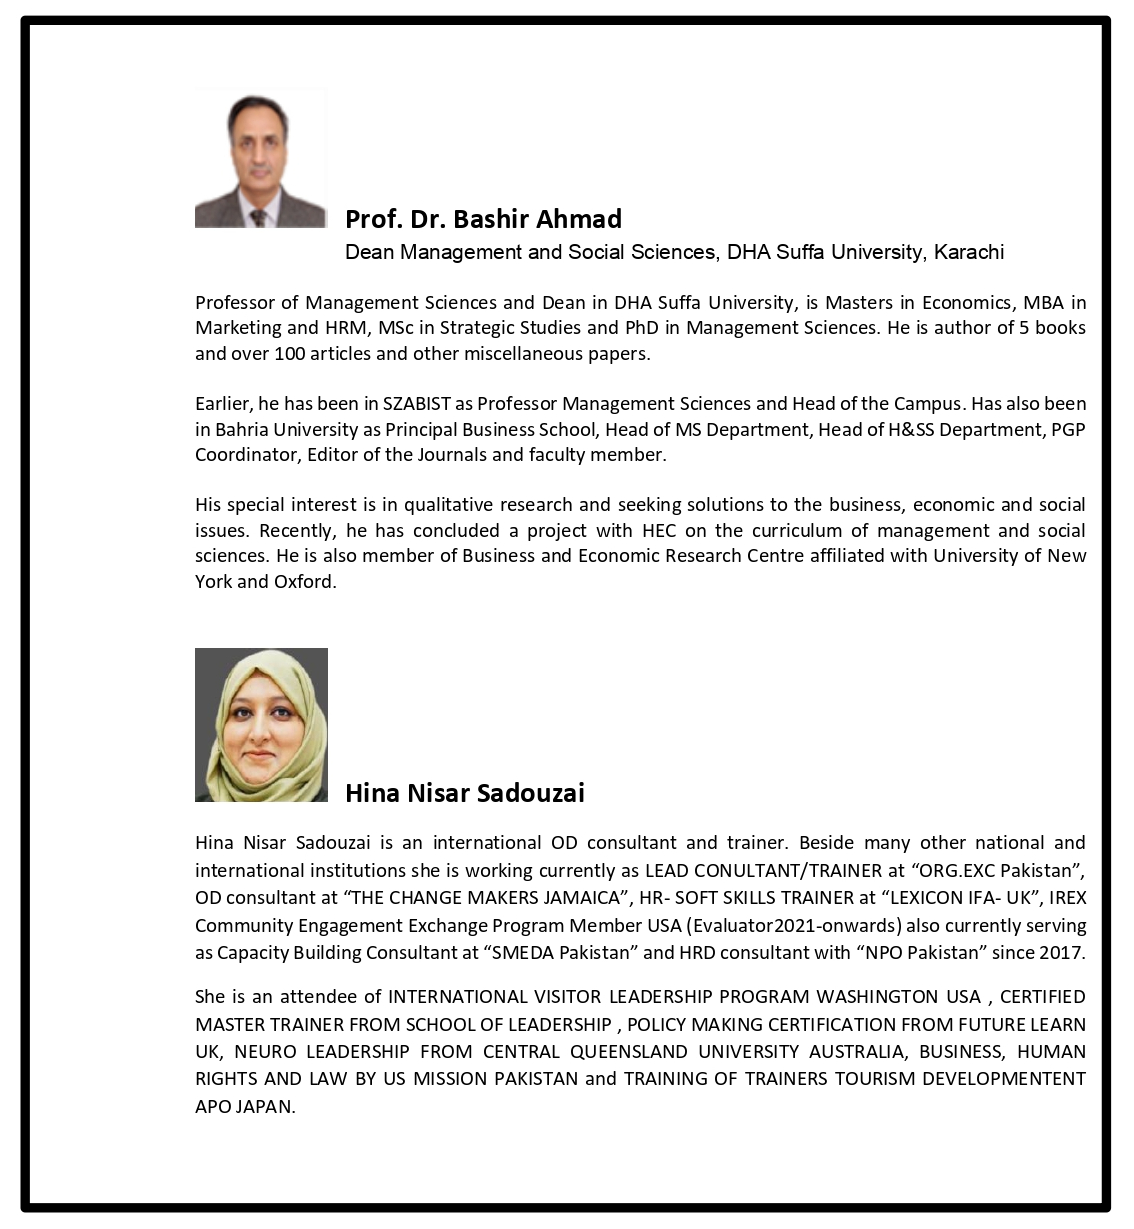 Prof. Dr. Bashir Ahmad
Dean Management and Social Sciences, DHA Suffa University, Karachi
Professor of Management Sciences and Dean in DHA Suffa University, is Masters in Economics, MBA in
Marketing and HRM, MSc in Strategic Studies and PhD in Management Sciences. He is author of 5 books
and over 100 articles and other miscellaneous papers.
Earlier, he has been in SZABIST as Professor Management Sciences and Head of the Campus. Has also been
in Bahria University as Principal Business School, Head of MS Department, Head of H&SS Department, PGP
Coordinator, Editor of the Journals and faculty member.
His special interest is in qualitative research and seeking solutions to the business, economic and social
issues. Recently, he has concluded a project with HEC on the curriculum of management and social
sciences. He is also member of Business and Economic Research Centre affiliated with University of New
York and Oxford.
Hina Nisar Sadouzai
Hina Nisar Sadouzai is an international OD consultant and trainer. Beside many other national and
international institutions she is working currently as LEAD CONULTANT/TRAINER at “ORG.EXC Pakistan”,
OD consultant at “THE CHANGE MAKERS JAMAICA”, HR- SOFT SKILLS TRAINER at “LEXICON IFA- UK”, IREX
Community Engagement Exchange Program Member USA (Evaluator2021-onwards) also currently serving
as Capacity Building Consultant at “SMEDA Pakistan” and HRD consultant with “NPO Pakistan” since 2017.
She is an attendee of INTERNATIONAL VISITOR LEADERSHIP PROGRAM WASHINGTON USA , CERTIFIED
MASTER TRAINER FROM SCHOOL OF LEADERSHIP , POLICY MAKING CERTIFICATION FROM FUTURE LEARN
UK, NEURO LEADERSHIP FROM CENTRAL QUEENSLAND UNIVERSITY AUSTRALIA, BUSINESS, HUMAN
RIGHTS AND LAW BY US MISSION PAKISTAN and TRAINING OF TRAINERS TOURISM DEVELOPMENTENT
APO JAPAN.